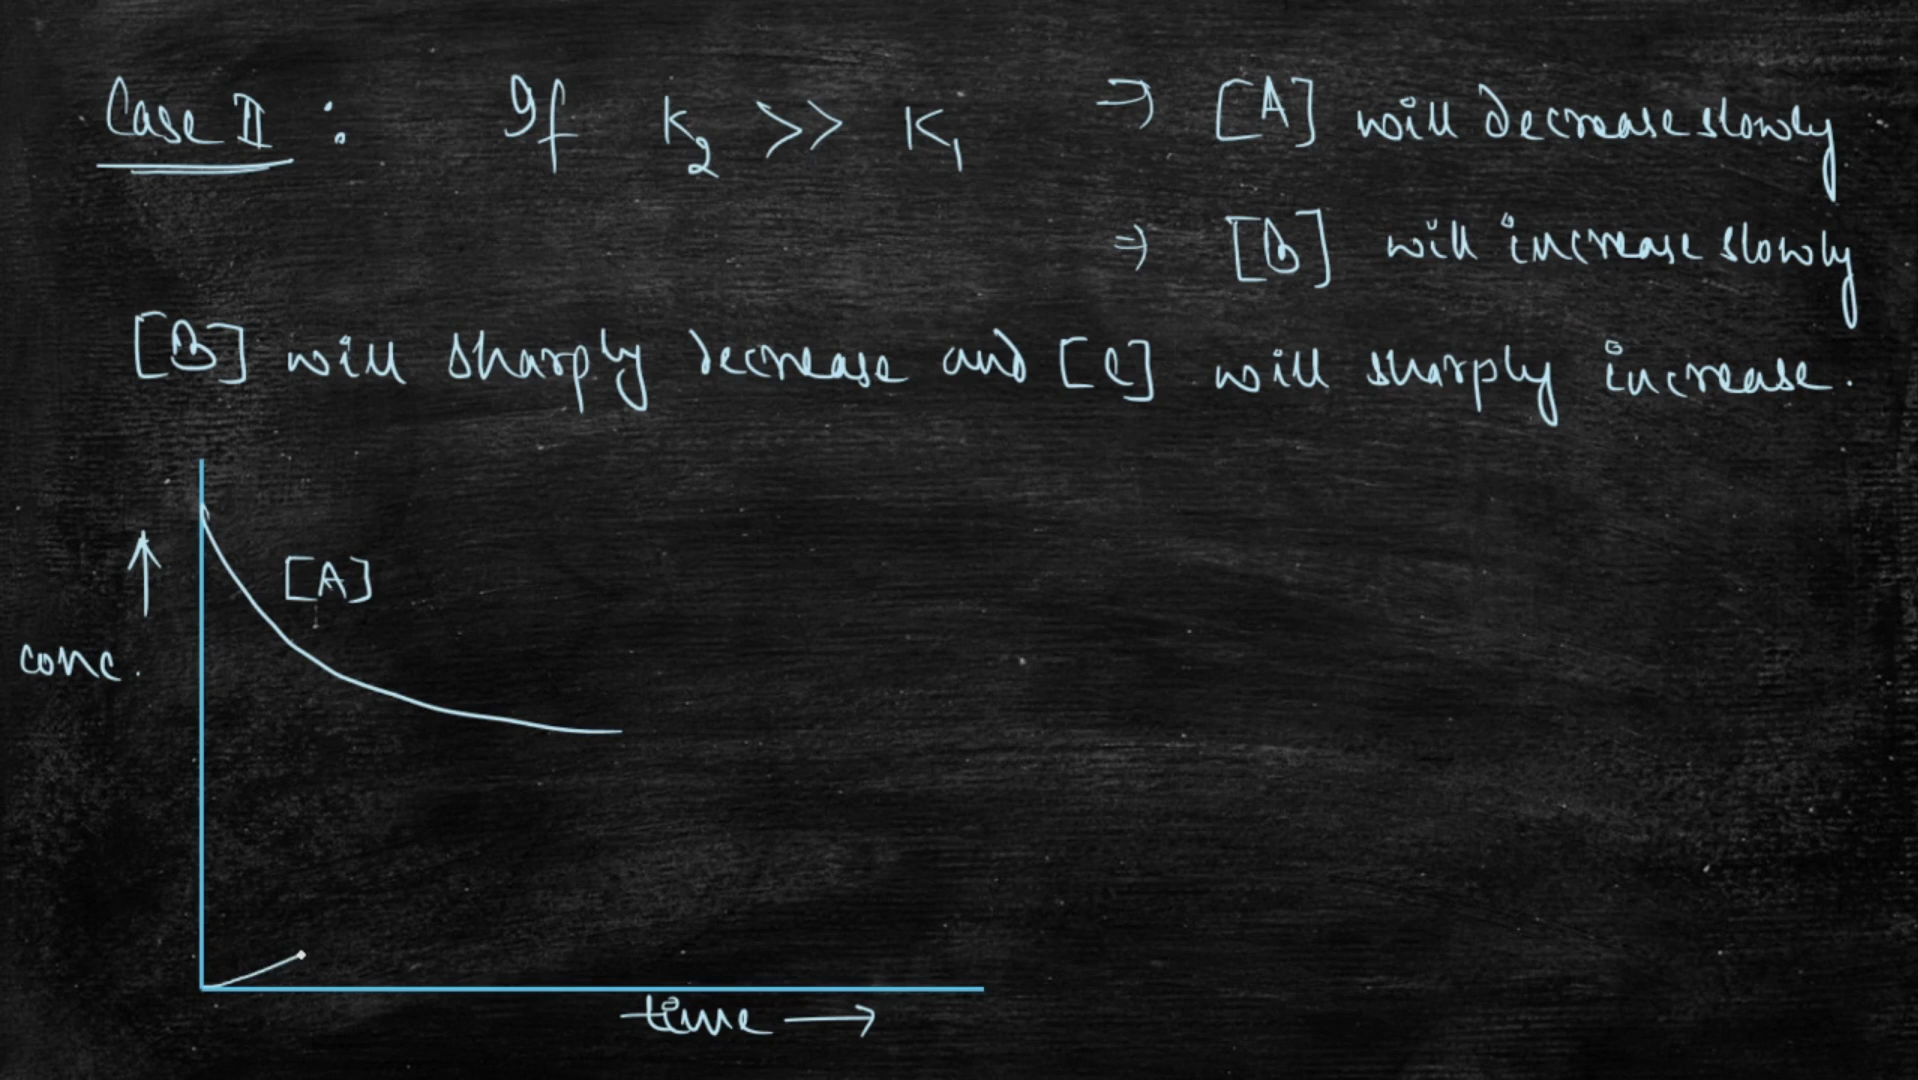 Case II : If K₂ >> K₁ ⇒ [A] will decrease slowly
⇒ [B] will increase slowly
[B] will sharply decrease and [C] will sharply increase.
[A]
conc.
time →